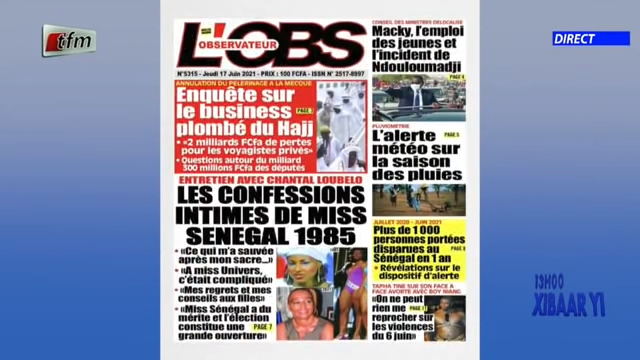 tfm
DIRECT
L'OBS
L'OBSERVATEUR
N°5315 - Jeudi 17 Juin 2021 - PRIX : 100 FCFA - ISSN N° 2517-8997
ANNULATION DU PELERINAGE A LA MECQUE
Enquête sur
le business
PAGE
plombé du Hajj
• «2 milliards FCfa de pertes
pour les voyagistes privés»
• Questions autour du milliard
300 millions FCfa des députés
ENTRETIEN AVEC CHANTAL LOUBELO
LES CONFESSIONS
INTIMES DE MISS
SENEGAL 1985
• «Ce qui m'a sauvée
après mon sacre...»
• «A miss Univers,
c'était compliqué»
• «Mes regrets et mes
conseils aux filles»
• «Miss Sénégal a du
mérite et l'élection
constitue une
grande ouverture»
PAGE 7
CONSEIL DES MINISTRES DELOCALISE
Macky, l'emploi
des jeunes et
l'incident de
Ndouloumadji
PAGE 4
PLUVIOMETRIE
PAGE 5
L'alerte
météo sur
la saison
des pluies
JUILLET 2020 - JUIN 2021
Plus de 1 000
personnes portées
disparues au
Sénégal en 1 an
PAGE
• Révélations sur le
dispositif d'alerte
TAPHA TINE SUR SON FACE A
FACE AVORTE AVEC BOY NIANG
«On ne peut
rien me
reprocher sur
les violences
du 6 juin»
13H00
XIBAAR YI